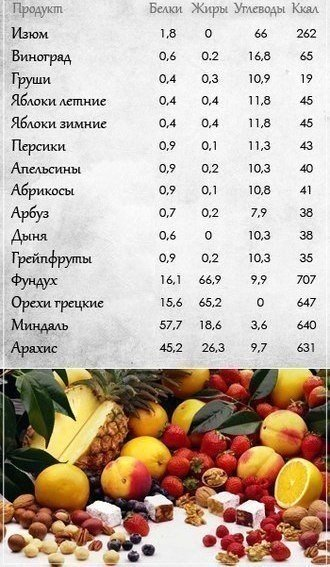 Продукт Белки Жиры Углеводы Ккал
Изюм 1,8 0 66 262
Виноград 0,6 0.2 16,8 65
Груши 0,4 0,3 10,9 19
Яблоки летние 0,4 0,4 11,8 45
Яблоки зимние 0,4 0,4 11,8 45
Персики 0,9 0,1 11,3 43
Апельсины 0,9 0,2 10,3 40
Абрикосы 0,9 0,1 10,8 41
Арбуз 0,7 0,2 7,9 38
Дыня 0,6 0 10,3 38
Грейпфруты 0,9 0,2 10,3 35
Фундух 16,1 66,9 9,9 707
Орехи грецкие 15,6 65,2 0 647
Миндаль 57,7 18,6 3,6 640
Арахис 45,2 26,3 9,7 631